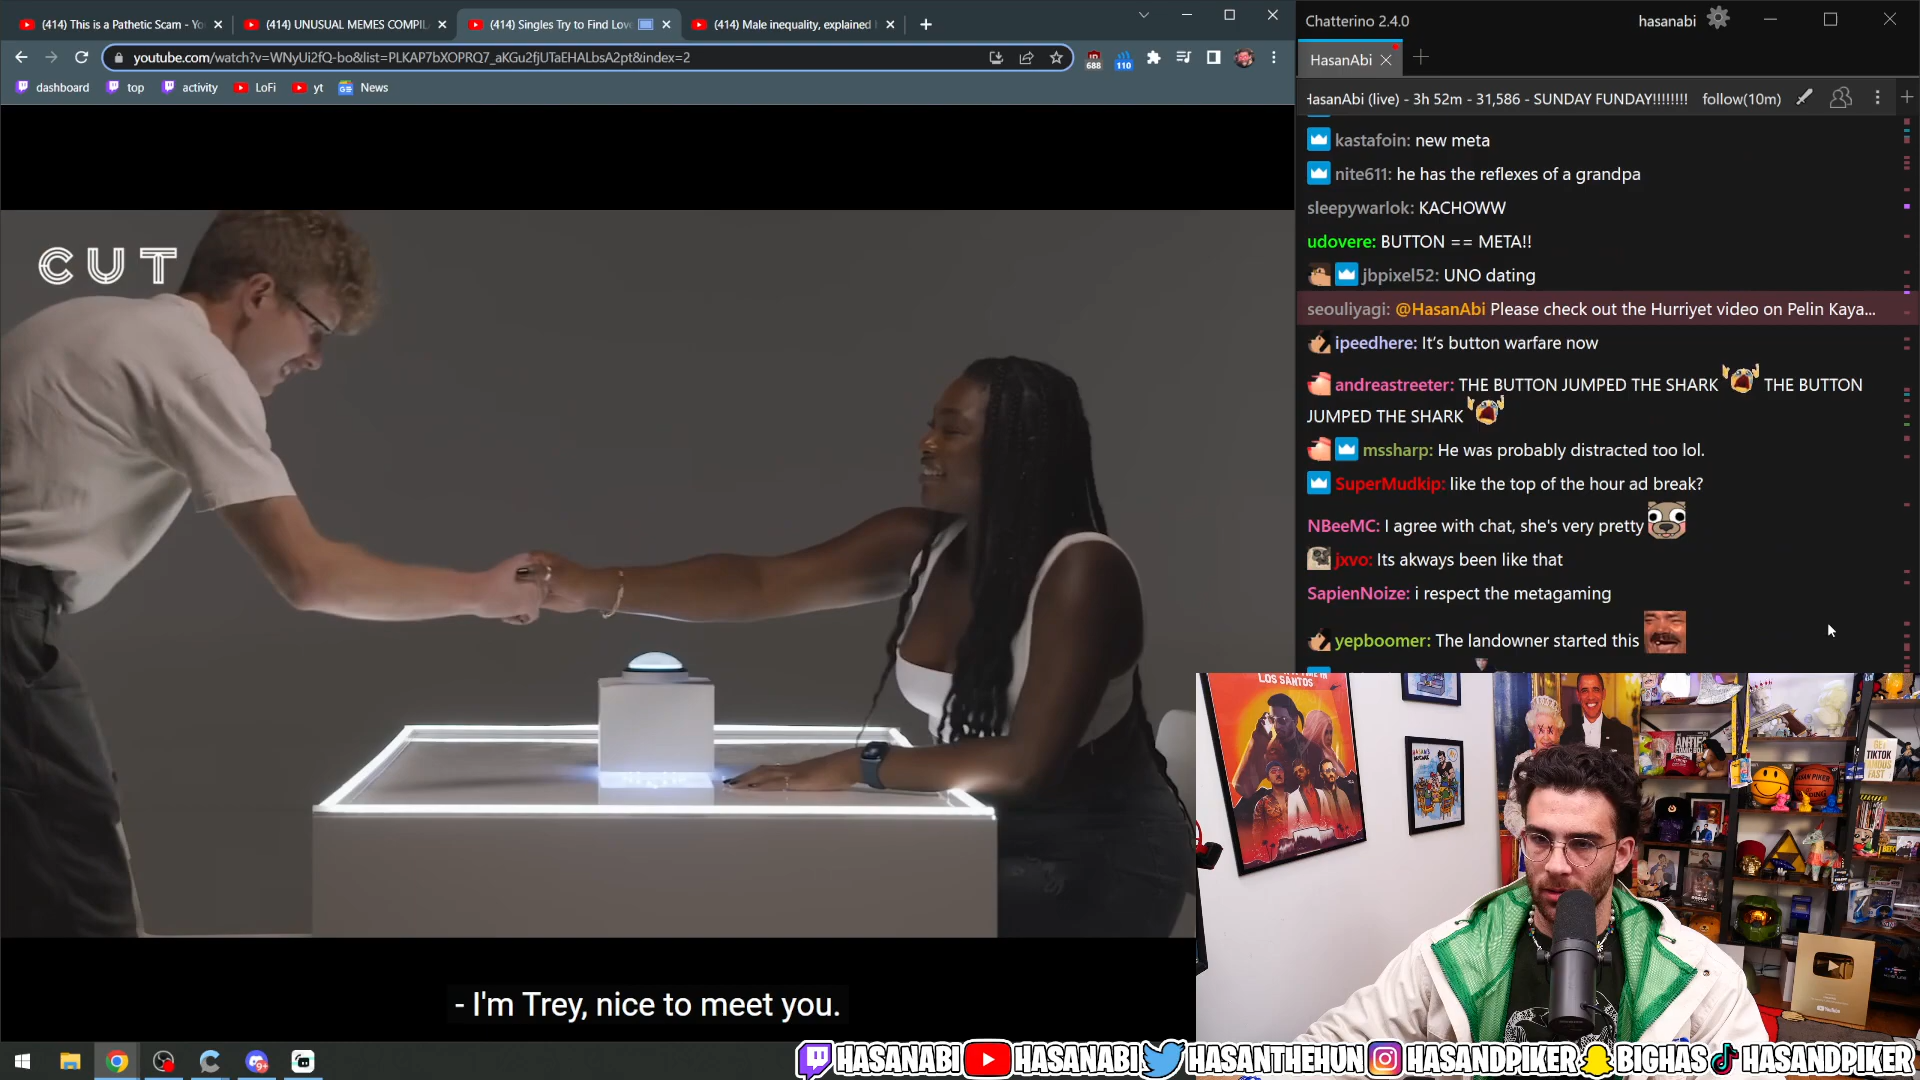 (414) This is a Pathetic Scam - Yo
(414) UNUSUAL MEMES COMPIL
(414) Singles Try to Find Lov
(414) Male inequality, explained
youtube.com/watch?v=WNyUi2fQ-bo&list=PLKAP7bXOPRQ7_aKGu2fjUTaEHALbsA2pt&index=2
688
110
dashboard
top
activity
LoFi
yt
News
CUT
- I'm Trey, nice to meet you.
Chatterino 2.4.0
hasanabi
HasanAbi
HasanAbi (live) - 3h 52m - 31,586 - SUNDAY FUNDAY!!!!!!!! follow(10m)
kastafoin: new meta
nite611: he has the reflexes of a grandpa
sleepywarlok: KACHOWW
udovere: BUTTON == META!!
jbpixel52: UNO dating
seouliyagi: @HasanAbi Please check out the Hurriyet video on Pelin Kaya...
ipeedhere: It's button warfare now
andreastreeter: THE BUTTON JUMPED THE SHARK THE BUTTON
JUMPED THE SHARK
mssharp: He was probably distracted too lol.
SuperMudkip: like the top of the hour ad break?
NBeeMC: I agree with chat, she's very pretty
jxvo: Its akways been like that
SapienNoize: i respect the metagaming
yepboomer: The landowner started this
LOS SANTOS
HASANABI HASANABI HASANTHEHUN HASANDPIKER BIGHAS HASANDPIKER